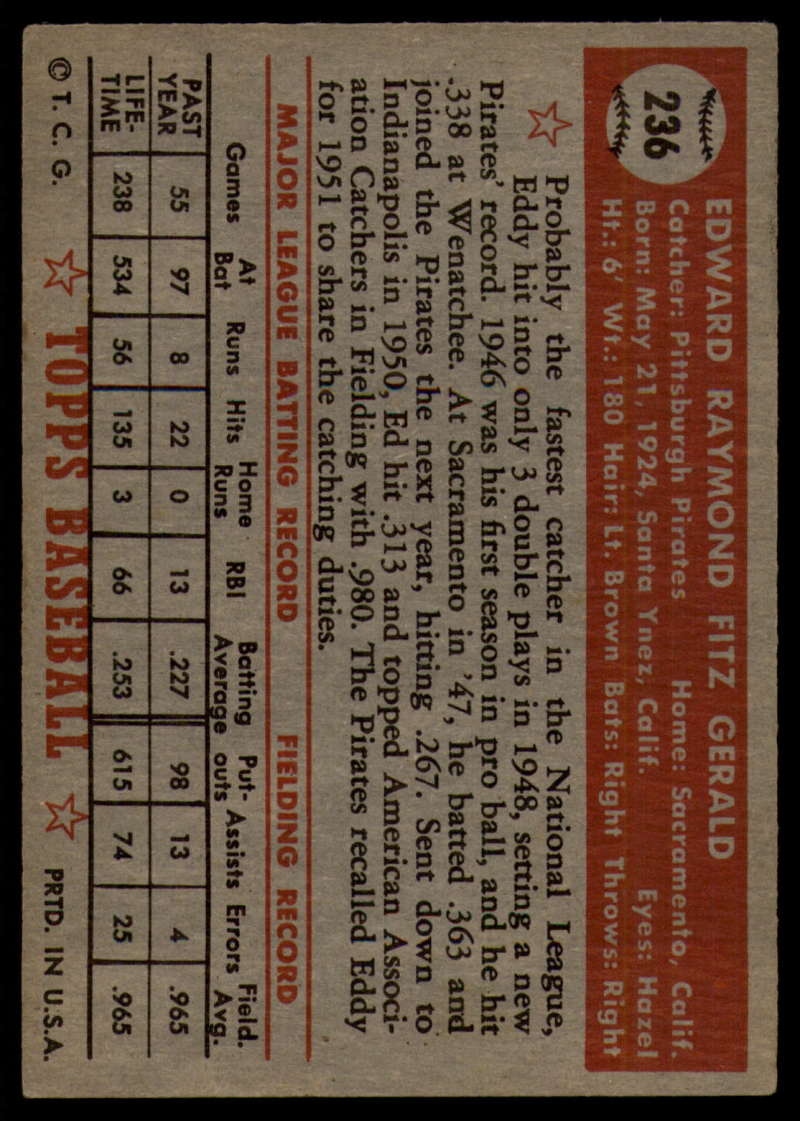 236
EDWARD RAYMOND FITZ GERALD
Catcher: Pittsburgh Pirates Home: Sacramento, Calif.
Born: May 21, 1924, Santa Ynez, Calif. Eyes: Hazel
Ht.: 6' Wt.: 180 Hair: Lt. Brown Bats: Right Throws: Right
Probably the fastest catcher in the National League,
Eddy hit into only 3 double plays in 1948, setting a new
Pirates' record. 1946 was his first season in pro ball, and he hit
.338 at Wenatchee. At Sacramento in '47, he batted .363 and
joined the Pirates the next year, hitting .267. Sent down to
Indianapolis in 1950, Ed hit .313 and topped American Associ-
ation Catchers in Fielding with .980. The Pirates recalled Eddy
for 1951 to share the catching duties.
MAJOR LEAGUE BATTING RECORD FIELDING RECORD
Games At Bat Runs Hits Home Runs RBI Batting Average Put-outs Assists Errors Field. Avg.
PAST YEAR 55 97 8 22 0 13 .227 98 13 4 .965
LIFE-TIME 238 534 56 135 3 66 .253 615 74 25 .965
© T. C. G. TOPPS BASEBALL PRTD. IN U.S.A.